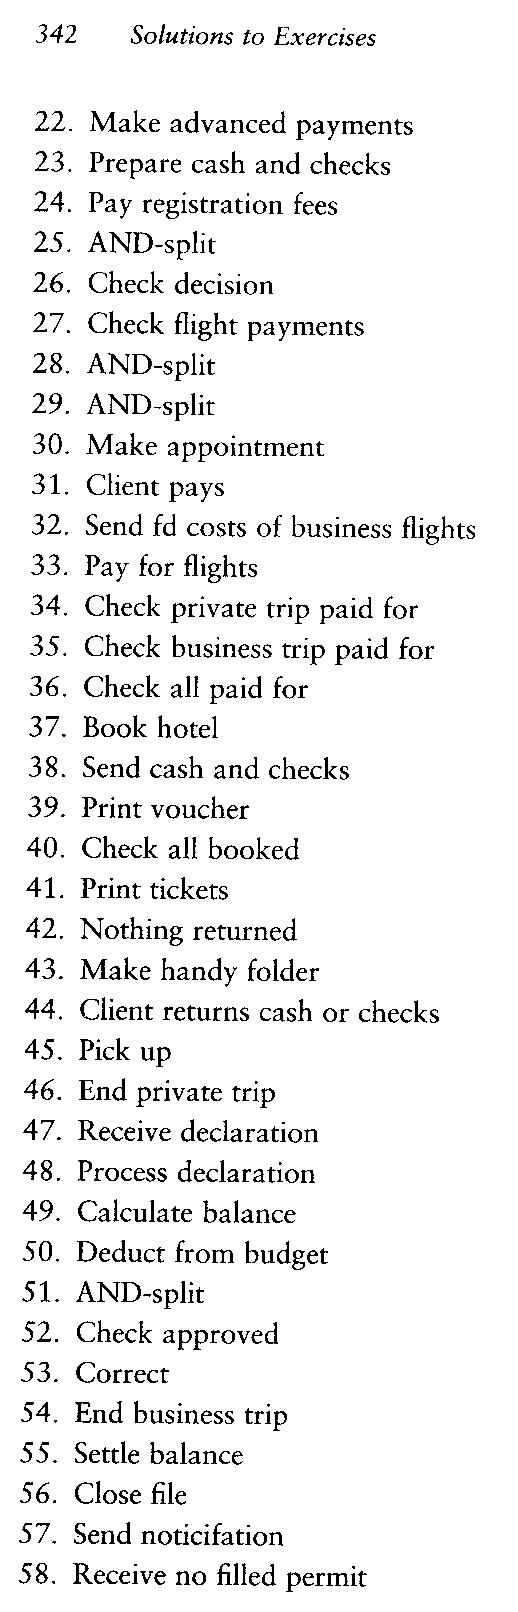 342 Solutions to Exercises
22. Make advanced payments
23. Prepare cash and checks
24. Pay registration fees
25. AND-split
26. Check decision
27. Check flight payments
28. AND-split
29. AND-split
30. Make appointment
31. Client pays
32. Send fd costs of business flights
33. Pay for flights
34. Check private trip paid for
35. Check business trip paid for
36. Check all paid for
37. Book hotel
38. Send cash and checks
39. Print voucher
40. Check all booked
41. Print tickets
42. Nothing returned
43. Make handy folder
44. Client returns cash or checks
45. Pick up
46. End private trip
47. Receive declaration
48. Process declaration
49. Calculate balance
50. Deduct from budget
51. AND-split
52. Check approved
53. Correct
54. End business trip
55. Settle balance
56. Close file
57. Send noticifation
58. Receive no filled permit